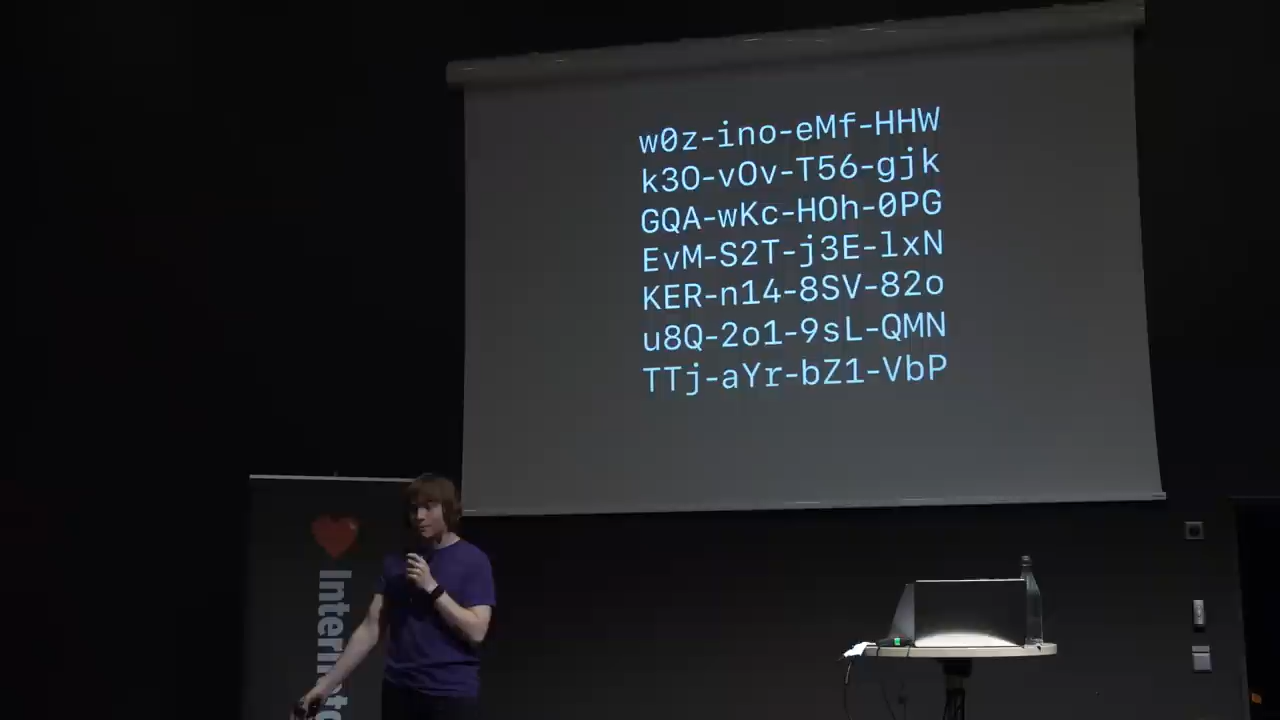 w0z-ino-eMf-HHW
k3O-vOv-T56-gjk
GQA-wKc-HOh-0PG
EvM-S2T-j3E-lxN
KER-n14-8SV-82o
u8Q-2o1-9sL-QMN
TTj-aYr-bZ1-VbP